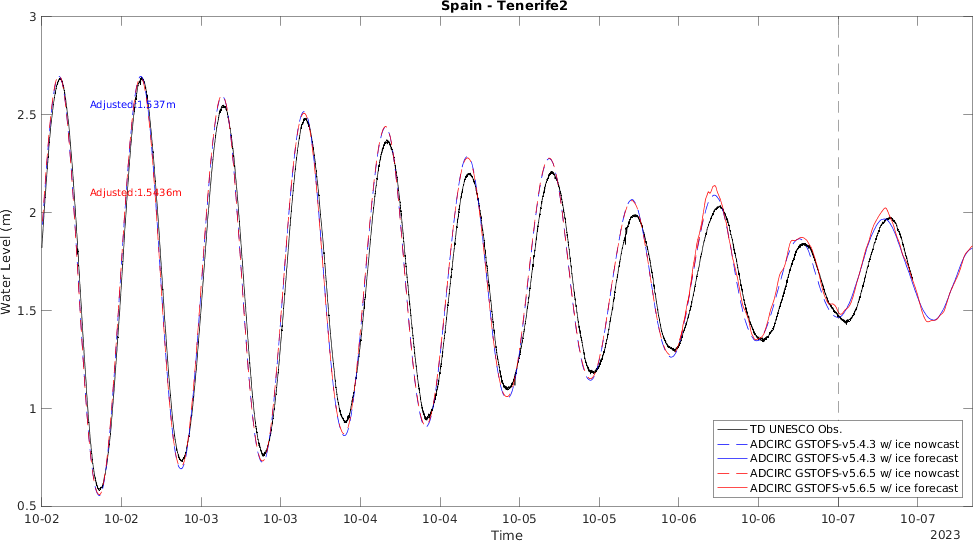 Spain - Tenerife2
3
2.5
2
1.5
1
0.5
Water Level (m)
Adjusted:1.537m
Adjusted:1.5436m
TD UNESCO Obs.
ADCIRC GSTOFS-v5.4.3 w/ ice nowcast
ADCIRC GSTOFS-v5.4.3 w/ ice forecast
ADCIRC GSTOFS-v5.6.5 w/ ice nowcast
ADCIRC GSTOFS-v5.6.5 w/ ice forecast
10-02 10-02 10-03 10-03 10-04 10-04 10-05 10-05 10-06 10-06 10-07 10-07
Time
2023